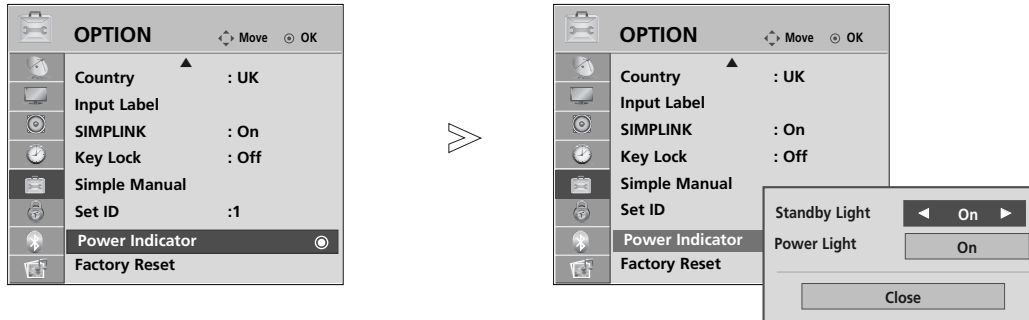 OPTION Move OK
Country : UK
Input Label
SIMPLINK : On
Key Lock : Off
Simple Manual
Set ID :1
Power Indicator
Factory Reset
OPTION Move OK
Country : UK
Input Label
SIMPLINK : On
Key Lock : Off
Simple Manual
Set ID
Power Indicator
Factory Reset
Standby Light ◄ On ►
Power Light On
Close